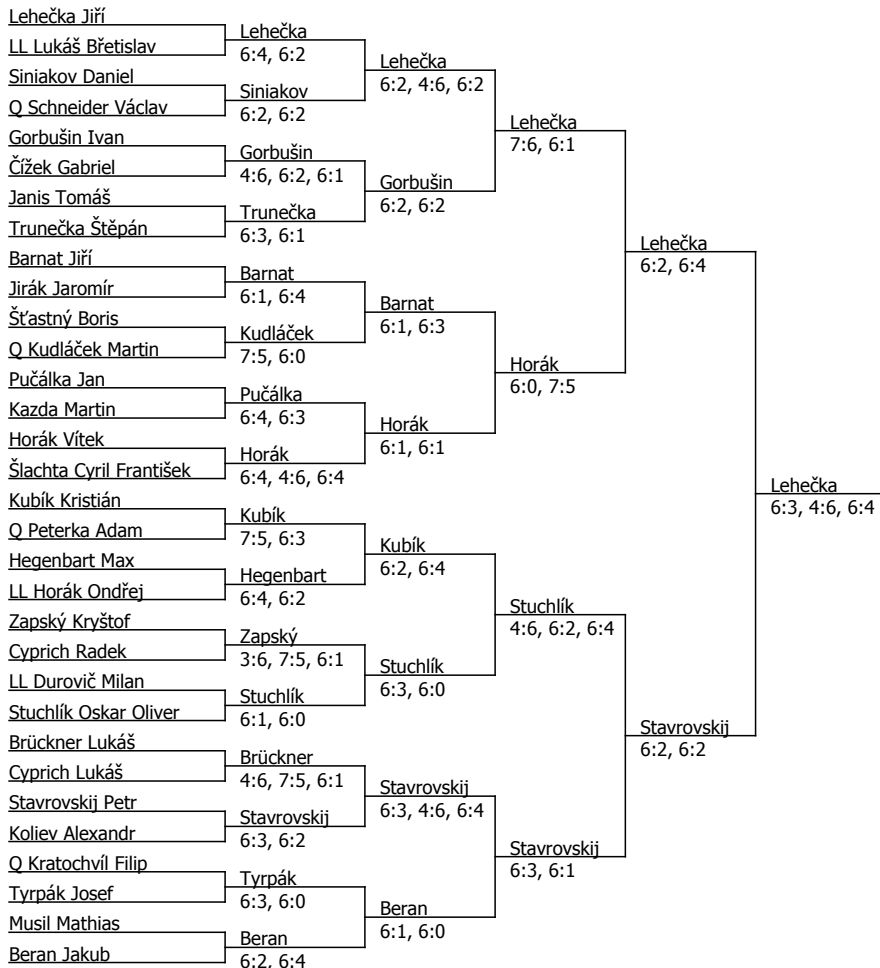 Lehečka Jiří
LL Lukáš Břetislav
Siniakov Daniel
Q Schneider Václav
Gorbušin Ivan
Čížek Gabriel
Janis Tomáš
Trunečka Štěpán
Barnat Jiří
Jirák Jaromír
Šťastný Boris
Q Kudláček Martin
Pučálka Jan
Kazda Martin
Horák Vítek
Šlachta Cyril František
Kubík Kristián
Q Peterka Adam
Hegenbart Max
LL Horák Ondřej
Zapský Kryštof
Cyprich Radek
LL Durovič Milan
Stuchlík Oskar Oliver
Brückner Lukáš
Cyprich Lukáš
Stavrovskij Petr
Koliev Alexandr
Q Kratochvíl Filip
Tyrpák Josef
Musil Mathias
Beran Jakub
Lehečka
6:4, 6:2
Siniakov
6:2, 6:2
Gorbušin
4:6, 6:2, 6:1
Trunečka
6:3, 6:1
Barnat
6:1, 6:4
Kudláček
7:5, 6:0
Pučálka
6:4, 6:3
Horák
6:4, 4:6, 6:4
Kubík
7:5, 6:3
Hegenbart
6:4, 6:2
Zapský
3:6, 7:5, 6:1
Stuchlík
6:1, 6:0
Brückner
4:6, 7:5, 6:1
Stavrovskij
6:3, 6:2
Tyrpák
6:3, 6:0
Beran
6:2, 6:4
Lehečka
6:2, 4:6, 6:2
Gorbušin
6:2, 6:2
Barnat
6:1, 6:3
Horák
6:1, 6:1
Kubík
6:2, 6:4
Stuchlík
6:3, 6:0
Stavrovskij
6:3, 4:6, 6:4
Beran
6:1, 6:0
Lehečka
7:6, 6:1
Horák
6:0, 7:5
Stuchlík
4:6, 6:2, 6:4
Stavrovskij
6:3, 6:1
Lehečka
6:2, 6:4
Stavrovskij
6:2, 6:2
Lehečka
6:3, 4:6, 6:4